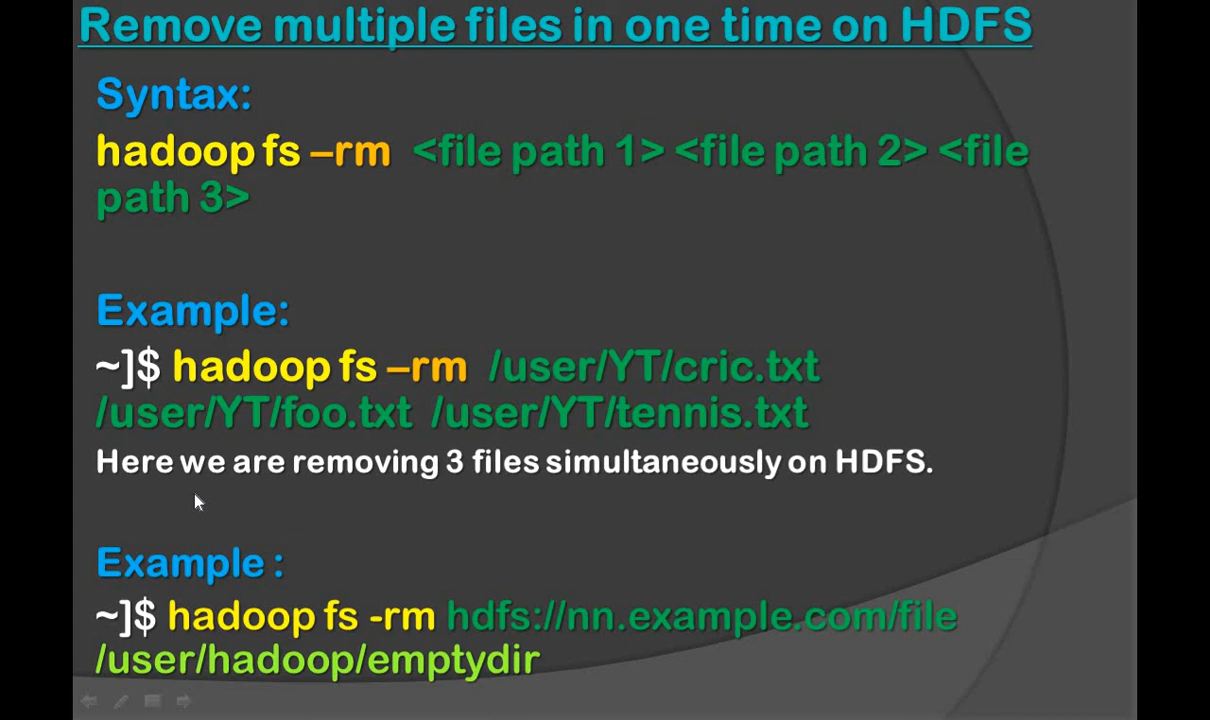 Remove multiple files in one time on HDFS
Syntax:
hadoop fs –rm <file path 1> <file path 2> <file
path 3>
Example:
~]$ hadoop fs –rm /user/YT/cric.txt
/user/YT/foo.txt /user/YT/tennis.txt
Here we are removing 3 files simultaneously on HDFS.
Example :
~]$ hadoop fs -rm hdfs://nn.example.com/file
/user/hadoop/emptydir